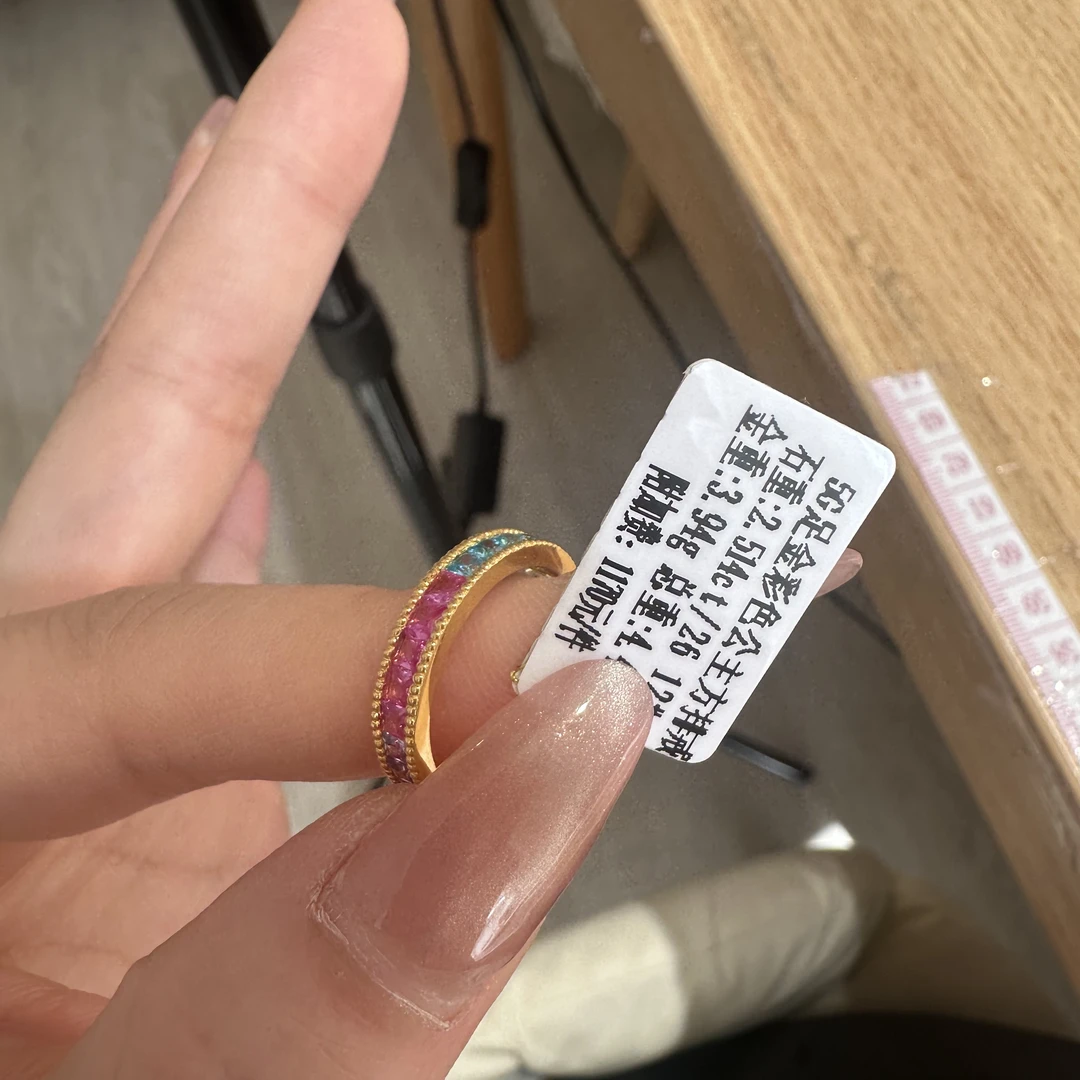 5G足金彩色公主方排戒
石重:2.514ct/26 12#
金重:3.94g 总重:4.
附加费: 1170元/件